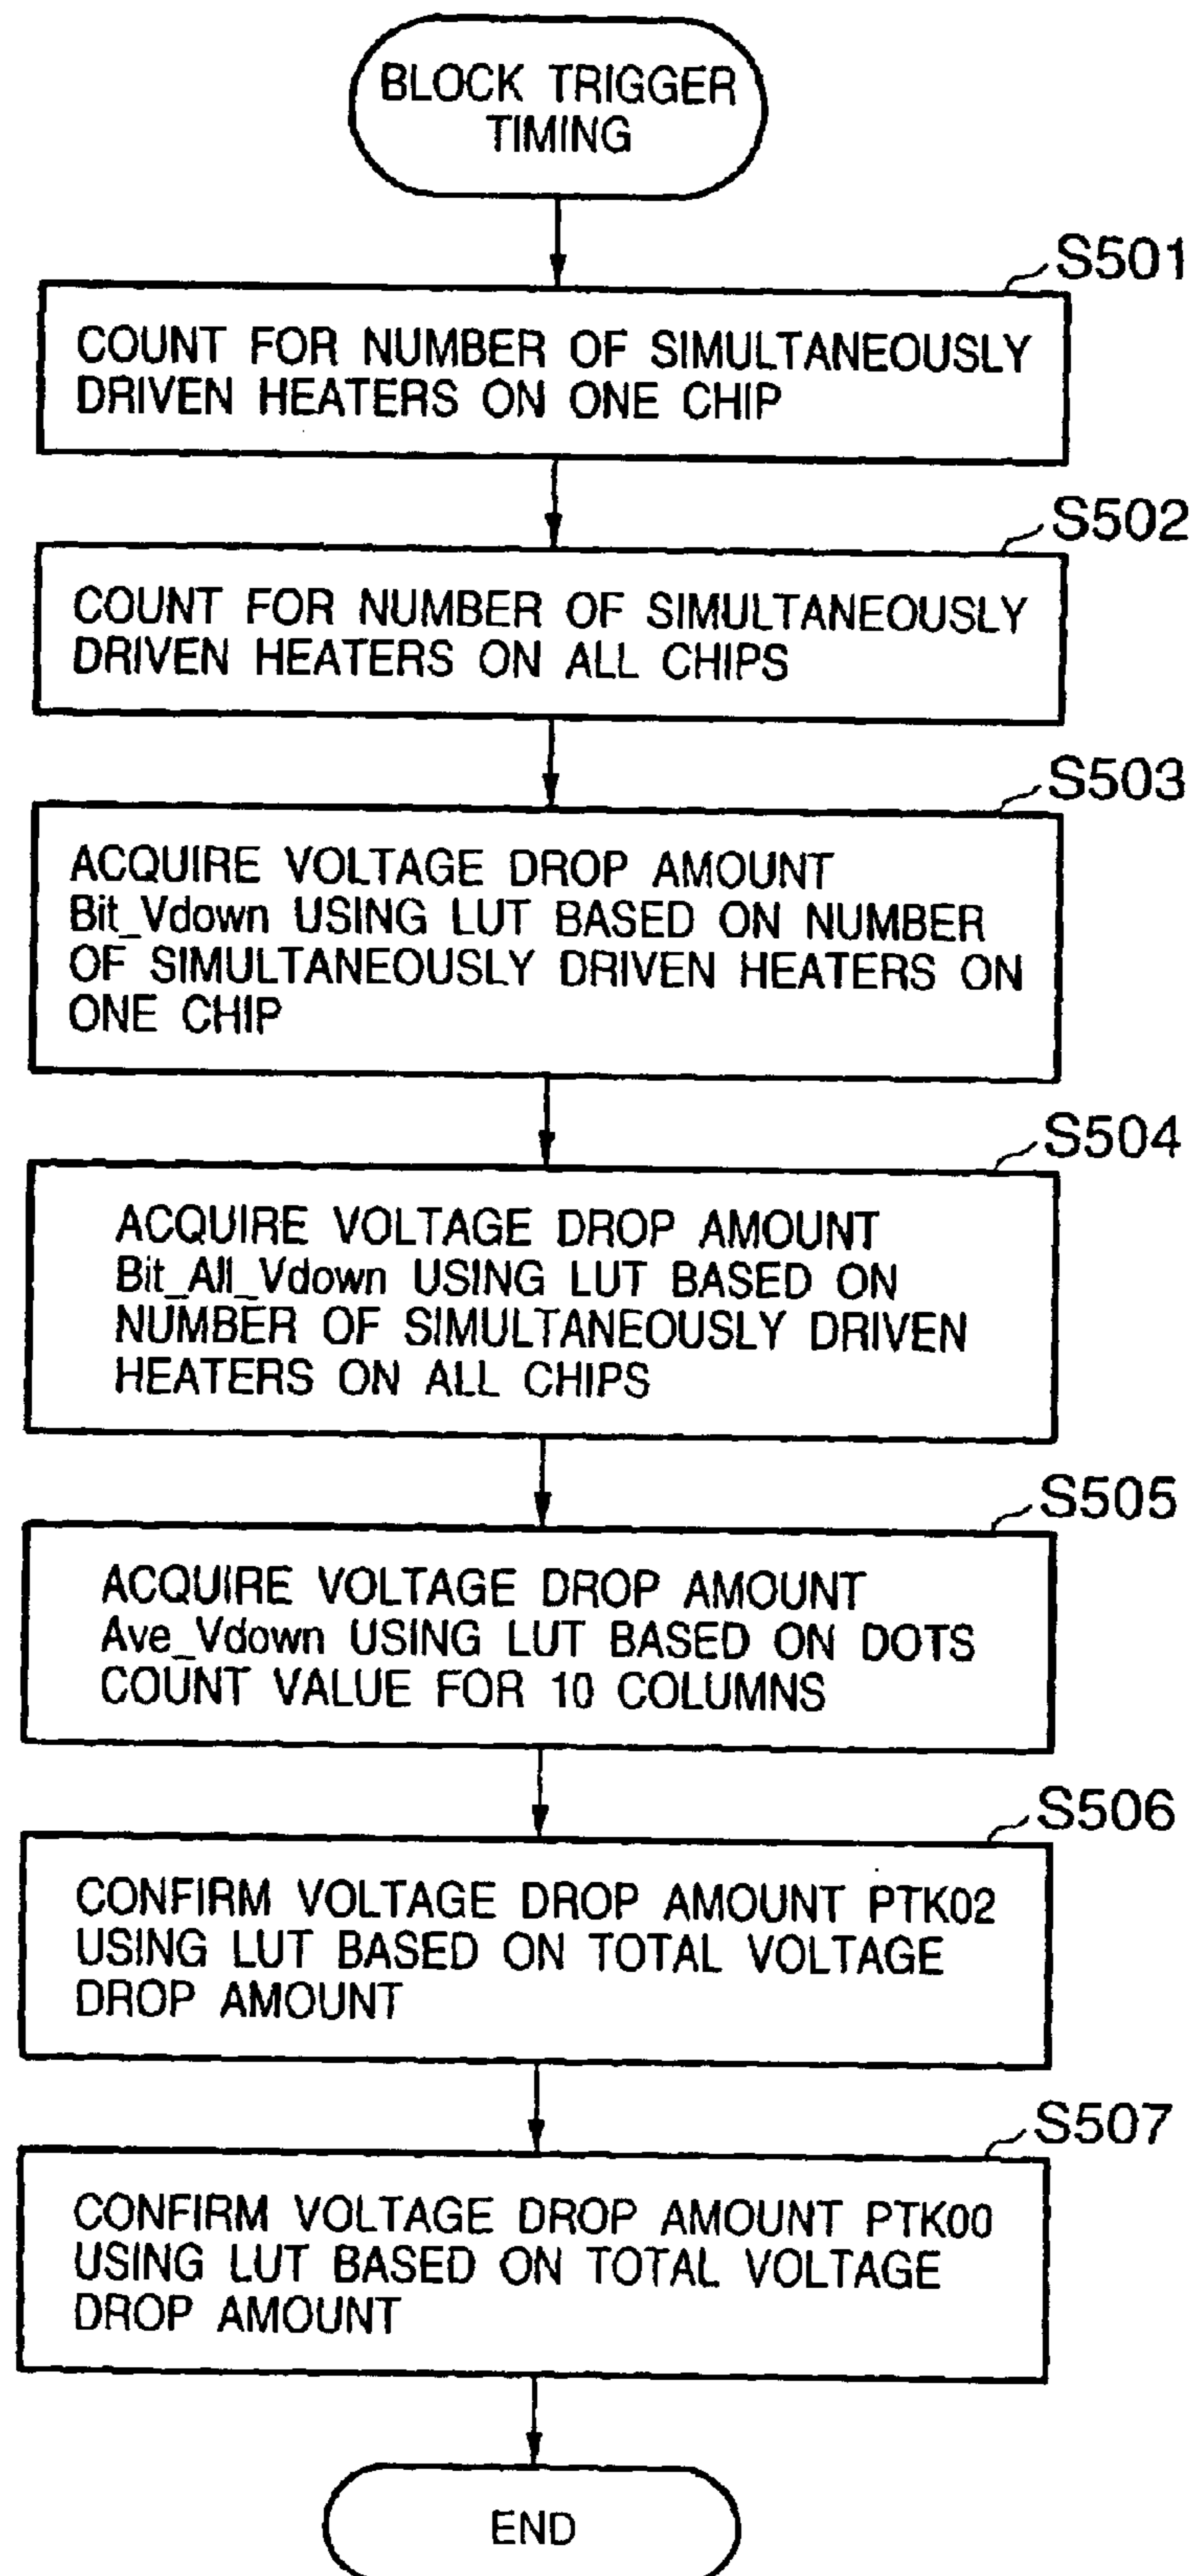 BLOCK TRIGGER
TIMING
S501
COUNT FOR NUMBER OF SIMULTANEOUSLY
DRIVEN HEATERS ON ONE CHIP
S502
COUNT FOR NUMBER OF SIMULTANEOUSLY
DRIVEN HEATERS ON ALL CHIPS
S503
ACQUIRE VOLTAGE DROP AMOUNT
Bit_Vdown USING LUT BASED ON NUMBER
OF SIMULTANEOUSLY DRIVEN HEATERS ON
ONE CHIP
S504
ACQUIRE VOLTAGE DROP AMOUNT
Bit_All_Vdown USING LUT BASED ON
NUMBER OF SIMULTANEOUSLY DRIVEN
HEATERS ON ALL CHIPS
S505
ACQUIRE VOLTAGE DROP AMOUNT
Ave_Vdown USING LUT BASED ON DOTS
COUNT VALUE FOR 10 COLUMNS
S506
CONFIRM VOLTAGE DROP AMOUNT PTK02
USING LUT BASED ON TOTAL VOLTAGE
DROP AMOUNT
S507
CONFIRM VOLTAGE DROP AMOUNT PTK00
USING LUT BASED ON TOTAL VOLTAGE
DROP AMOUNT
END